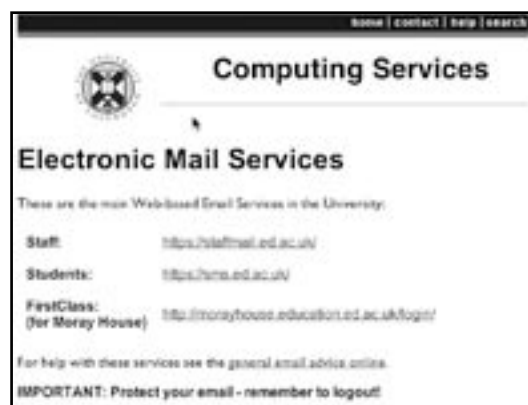 home | contact | help | search
Computing Services
Electronic Mail Services
These are the main Web-based Email Services in the University:
Staff: https://staffmail.ed.ac.uk/
Students: https://sms.ed.ac.uk/
FirstClass:
(for Moray House) http://morayhouse.education.ed.ac.uk/login/
For help with these services see the general email advice online.
IMPORTANT: Protect your email - remember to logout!